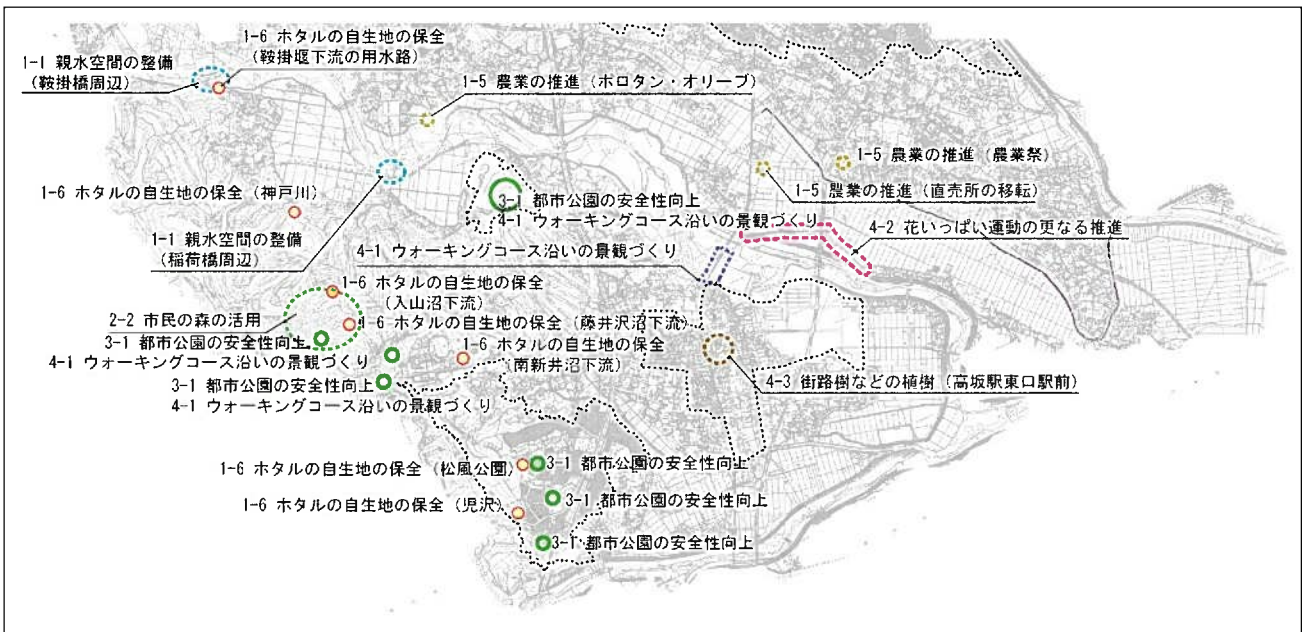 1-6 ホタルの自生地の保全
（鞍掛堰下流の用水路）
1-1 親水空間の整備
（鞍掛橋周辺）
1-5 農業の推進（ポロタン・オリーブ）
1-5 農業の推進（農業祭）
1-5 農業の推進（直売所の移転）
1-6 ホタルの自生地の保全（神戸川）
3-1 都市公園の安全性向上
4-1 ウォーキングコース沿いの景観づくり
1-1 親水空間の整備
（稲荷橋周辺）
4-1 ウォーキングコース沿いの景観づくり
4-2 花いっぱい運動の更なる推進
1-6 ホタルの自生地の保全
（入山沼下流）
2-2 市民の森の活用
1-6 ホタルの自生地の保全（藤井沢沼下流）
3-1 都市公園の安全性向上
4-1 ウォーキングコース沿いの景観づくり
1-6 ホタルの自生地の保全
（南新井沼下流）
3-1 都市公園の安全性向上
4-1 ウォーキングコース沿いの景観づくり
4-3 街路樹などの植樹（高坂駅東口駅前）
1-6 ホタルの自生地の保全（松風公園）
3-1 都市公園の安全性向上
1-6 ホタルの自生地の保全（児沢）
3-1 都市公園の安全性向上
3-1 都市公園の安全性向上